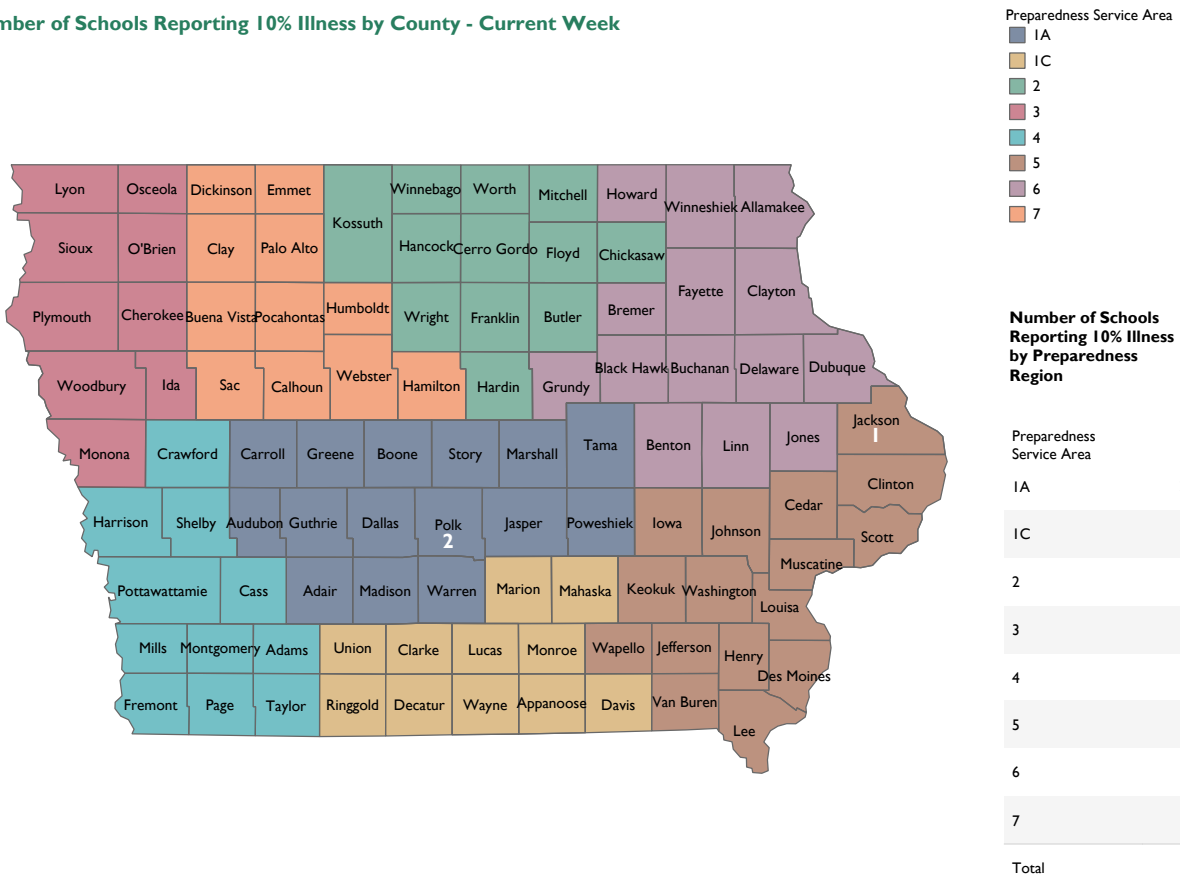 mber of Schools Reporting 10% Illness by County - Current Week
Preparedness Service Area
1A
1C
2
3
4
5
6
7
Lyon
Osceola
Dickinson
Emmet
Kossuth
Winnebago
Worth
Mitchell
Howard
Winneshiek
Allamakee
Sioux
O'Brien
Clay
Palo Alto
Hancock
Cerro Gordo
Floyd
Chickasaw
Plymouth
Cherokee
Buena Vista
Pocahontas
Humboldt
Wright
Franklin
Butler
Bremer
Fayette
Clayton
Woodbury
Ida
Sac
Calhoun
Webster
Hamilton
Hardin
Grundy
Black Hawk
Buchanan
Delaware
Dubuque
Monona
Crawford
Carroll
Greene
Boone
Story
Marshall
Tama
Benton
Linn
Jones
Jackson
1
Clinton
Harrison
Shelby
Audubon
Guthrie
Dallas
Polk
2
Jasper
Poweshiek
Iowa
Johnson
Cedar
Scott
Muscatine
Pottawattamie
Cass
Adair
Madison
Warren
Marion
Mahaska
Keokuk
Washington
Louisa
Mills
Montgomery
Adams
Union
Clarke
Lucas
Monroe
Wapello
Jefferson
Henry
Des Moines
Fremont
Page
Taylor
Ringgold
Decatur
Wayne
Appanoose
Davis
Van Buren
Lee
Number of Schools
Reporting 10% Illness
by Preparedness
Region
Preparedness
Service Area
1A
1C
2
3
4
5
6
7
Total